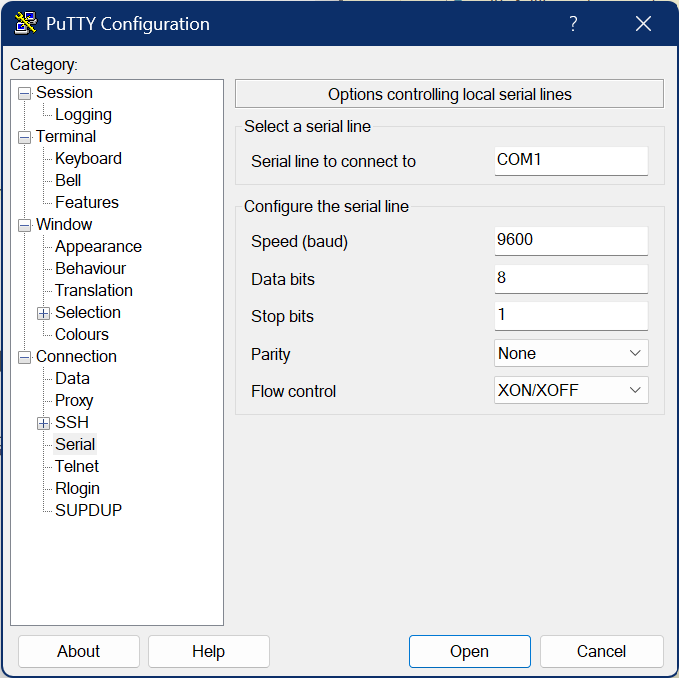 PuTTY Configuration
?
Category:
Session
Logging
Terminal
Keyboard
Bell
Features
Window
Appearance
Behaviour
Translation
Selection
Colours
Connection
Data
Proxy
SSH
Serial
Telnet
Rlogin
SUPDUP
Options controlling local serial lines
Select a serial line
Serial line to connect to COM1
Configure the serial line
Speed (baud) 9600
Data bits 8
Stop bits 1
Parity None
Flow control XON/XOFF
About Help Open Cancel